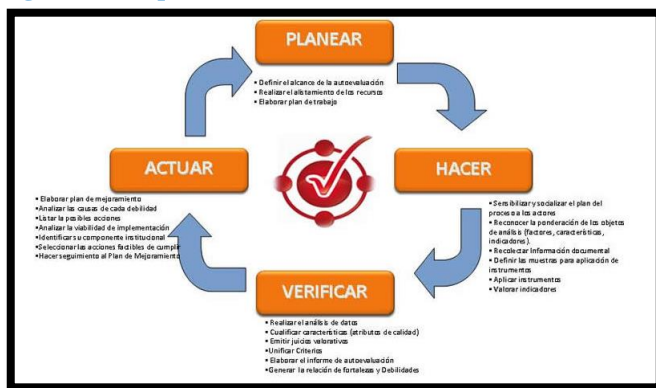 PLANEAR
• Definir el alcance de la autoevaluación
• Realizar el alistamiento de los recursos
• Elaborar plan de trabajo
HACER
• Sensibilizar y socializar el plan del
proceso a los actores
• Reconocer la ponderación de los objetos
de análisis (factores, características,
indicadores).
• Recolectar Información documental
• Definir las muestras para aplicación de
instrumentos
• Aplicar instrumentos
• Valorar indicadores
VERIFICAR
• Realizar el análisis de datos
• Cualificar características (atributos de calidad)
• Emitir juicios valorativos
• Unificar Criterios
• Elaborar el informe de autoevaluación
• Generar la relación de fortalezas y Debilidades
ACTUAR
• Elaborar plan de mejoramiento
• Analizar las causas de cada debilidad
• Listar la posibles acciones
• Analizar la viabilidad de implementación
• Identificar su componente institucional
• Seleccionar las acciones factibles de cumplir
• Hacer seguimiento al Plan de Mejoramiento